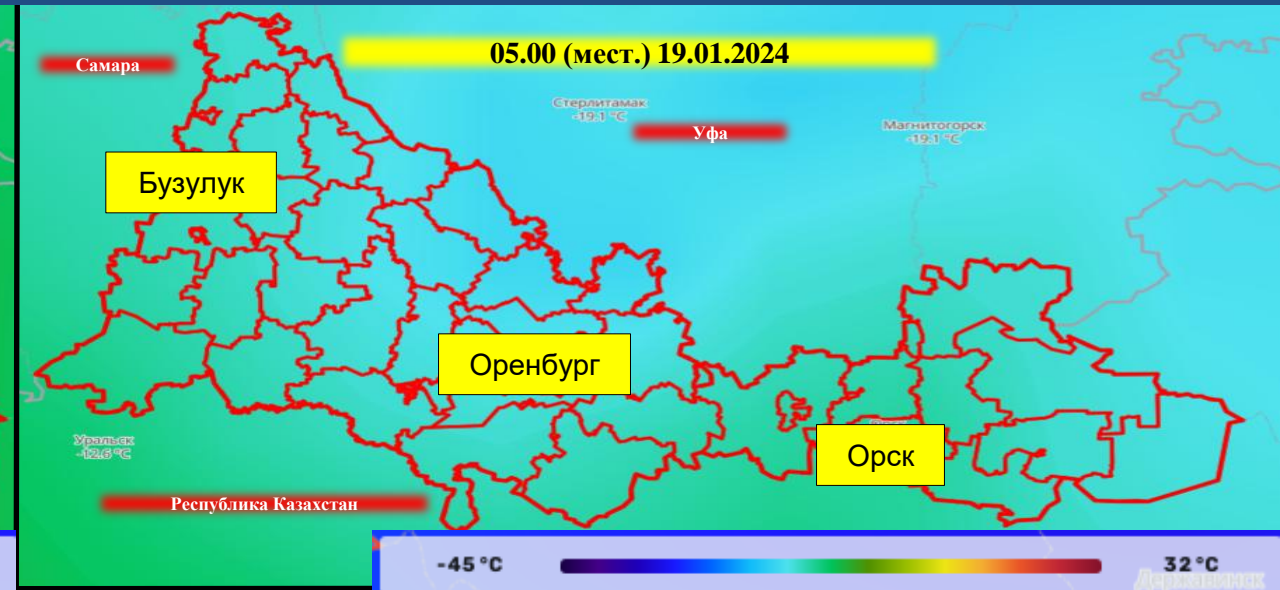 05.00 (мест.) 19.01.2024
Самара
Стерлитамак
-19.1 °C
Уфа
Магнитогорск
-19.1 °C
Бузулук
Оренбург
Орск
Уральск
-12.6 °C
Республика Казахстан
-45 °C
32 °C
Державинск